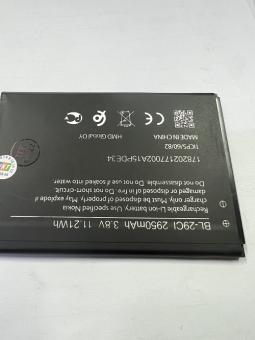 BL-29CI 2950mAh 3.8V 11.21Wh
Rechargeable Li-ion battery. Use specified Nokia
charger only. Must be disposed properly. May explode if
damaged or disposed of in fire. Do not short-circuit.
Do not disassemble. Do not use if soaked in water.
178202177002A15PDE34
1ICP5/60/82
MADE IN CHINA
HMD Global OY